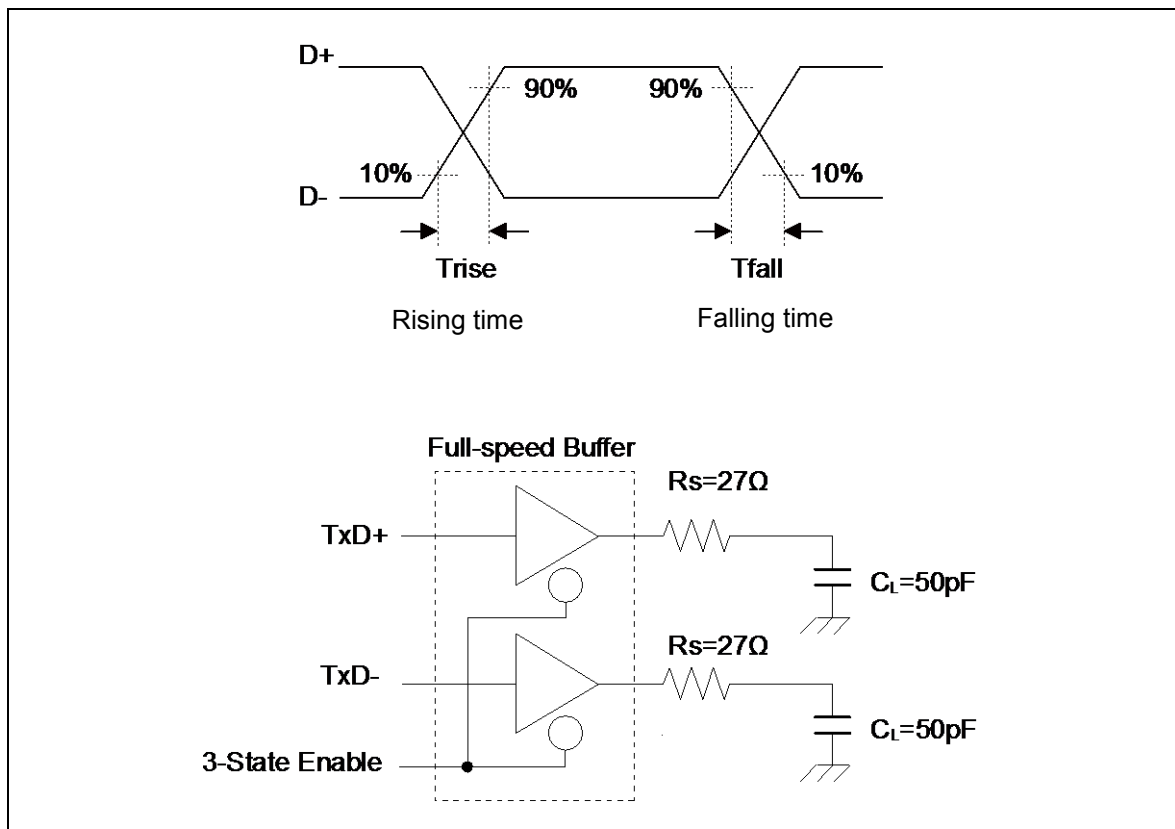 D+
90%
90%
10%
10%
D-
Trise
Tfall
Rising time
Falling time
Full-speed Buffer
Rs=27Ω
TxD+
CL=50pF
Rs=27Ω
TxD-
CL=50pF
3-State Enable